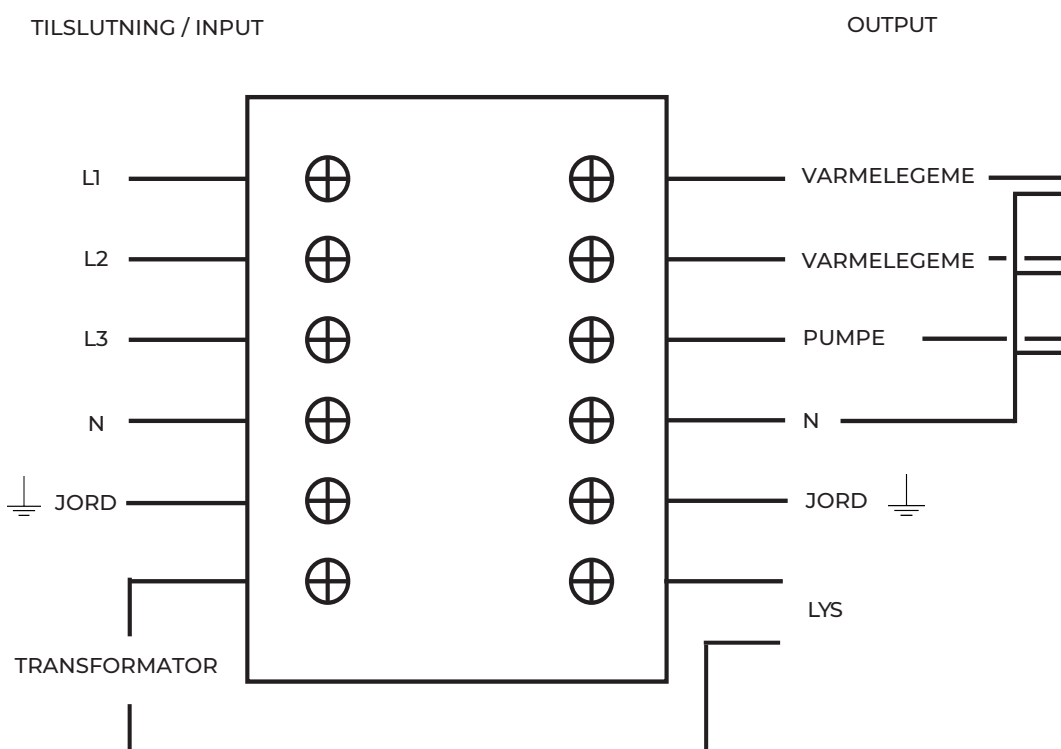 TILSLUTNING / INPUT
OUTPUT
L1
VARMELEGEME
L2
VARMELEGEME
L3
PUMPE
N
N
JORD
JORD
LYS
TRANSFORMATOR